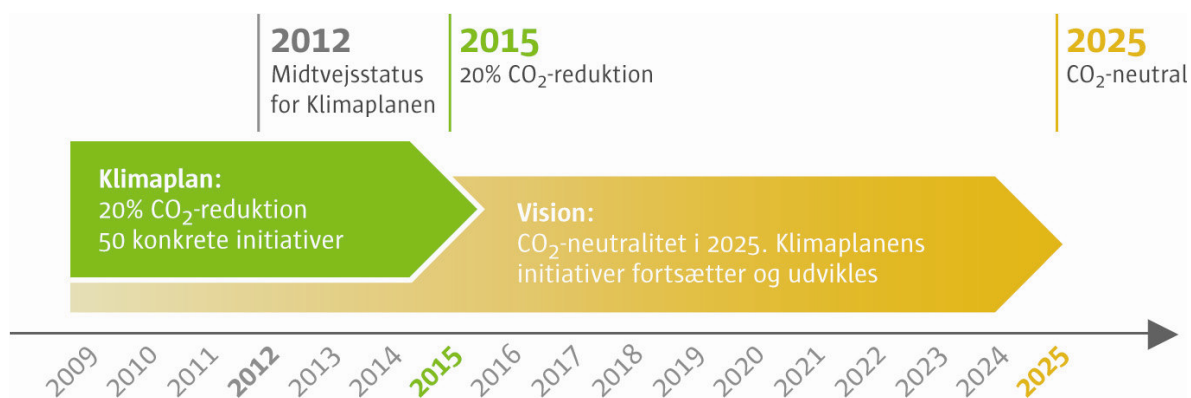 2012
Midtvejsstatus
for Klimaplanen
2015
20% CO₂-reduktion
2025
CO₂-neutral
Klimaplan:
20% CO₂-reduktion
50 konkrete initiativer
Vision:
CO₂-neutralitet i 2025. Klimaplanens
initiativer fortsætter og udvikles
2009
2010
2011
2012
2013
2014
2015
2016
2017
2018
2019
2020
2021
2022
2023
2024
2025